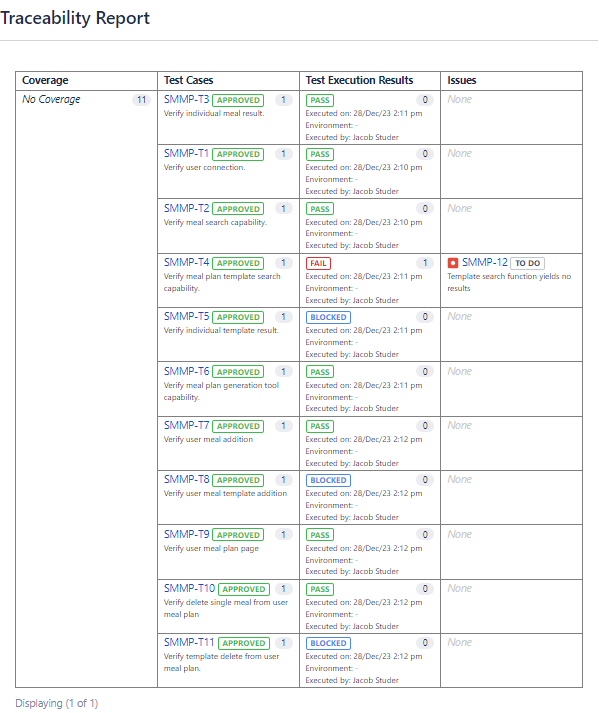 Traceability Report
Coverage Test Cases Test Execution Results Issues
No Coverage 11
SMMP-T3 APPROVED 1
Verify individual meal result.
PASS 0
Executed on: 28/Dec/23 2:11 pm
Environment: -
Executed by: Jacob Studer
None
SMMP-T1 APPROVED 1
Verify user connection.
PASS 0
Executed on: 28/Dec/23 2:10 pm
Environment: -
Executed by: Jacob Studer
None
SMMP-T2 APPROVED 1
Verify meal search capability.
PASS 0
Executed on: 28/Dec/23 2:10 pm
Environment: -
Executed by: Jacob Studer
None
SMMP-T4 APPROVED 1
Verify meal plan template search
capability.
FAIL 1
Executed on: 28/Dec/23 2:11 pm
Environment: -
Executed by: Jacob Studer
SMMP-12 TO DO
Template search function yields no
results
SMMP-T5 APPROVED 1
Verify individual template result.
BLOCKED 0
Executed on: 28/Dec/23 2:11 pm
Environment: -
Executed by: Jacob Studer
None
SMMP-T6 APPROVED 1
Verify meal plan generation tool
capability.
PASS 0
Executed on: 28/Dec/23 2:11 pm
Environment: -
Executed by: Jacob Studer
None
SMMP-T7 APPROVED 1
Verify user meal addition
PASS 0
Executed on: 28/Dec/23 2:12 pm
Environment: -
Executed by: Jacob Studer
None
SMMP-T8 APPROVED 1
Verify user meal template addition
BLOCKED 0
Executed on: 28/Dec/23 2:12 pm
Environment: -
Executed by: Jacob Studer
None
SMMP-T9 APPROVED 1
Verify user meal plan page
PASS 0
Executed on: 28/Dec/23 2:12 pm
Environment: -
Executed by: Jacob Studer
None
SMMP-T10 APPROVED 1
Verify delete single meal from user
meal plan
PASS 0
Executed on: 28/Dec/23 2:12 pm
Environment: -
Executed by: Jacob Studer
None
SMMP-T11 APPROVED 1
Verify template delete from user
meal plan.
BLOCKED 0
Executed on: 28/Dec/23 2:12 pm
Environment: -
Executed by: Jacob Studer
None
Displaying (1 of 1)